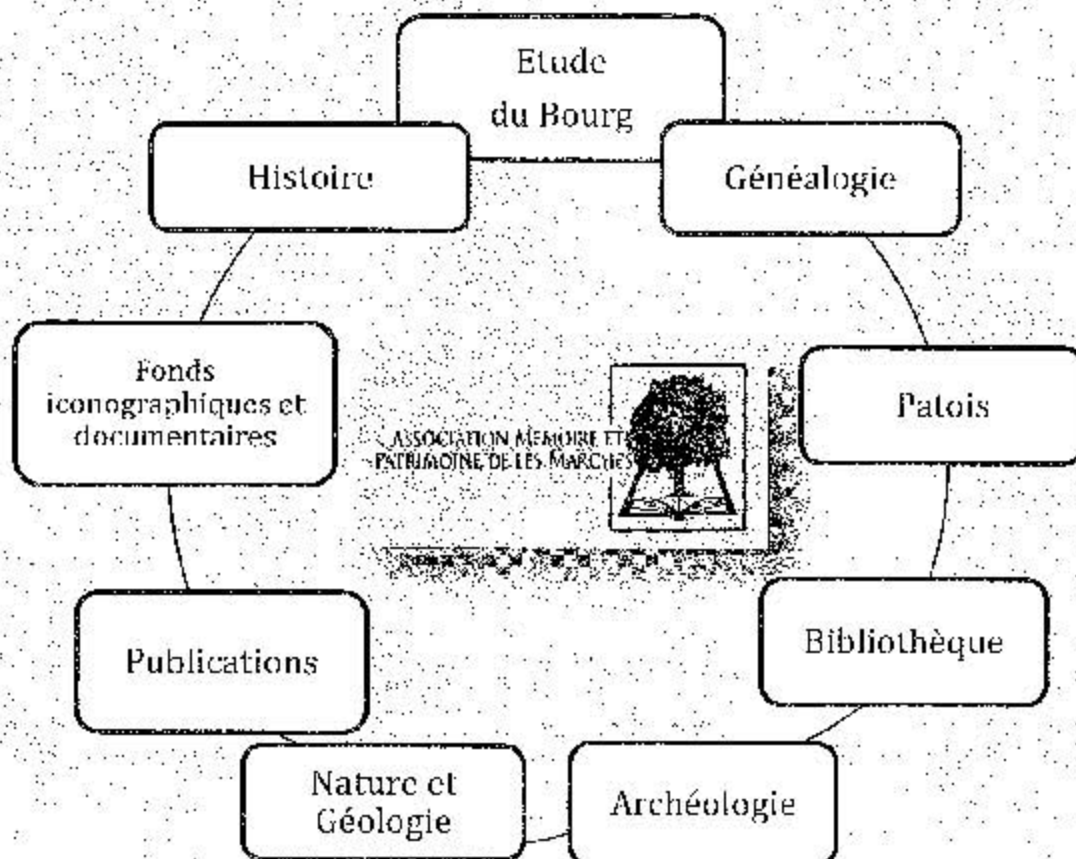 Etude
du Bourg
Histoire
Généalogie
Fonds
iconographiques et
documentaires
ASSOCIATION MÉMOIRE ET
PATRIMOINE DE LES MARCHES
Patois
Publications
Bibliothèque
Nature et
Géologie
Archéologie